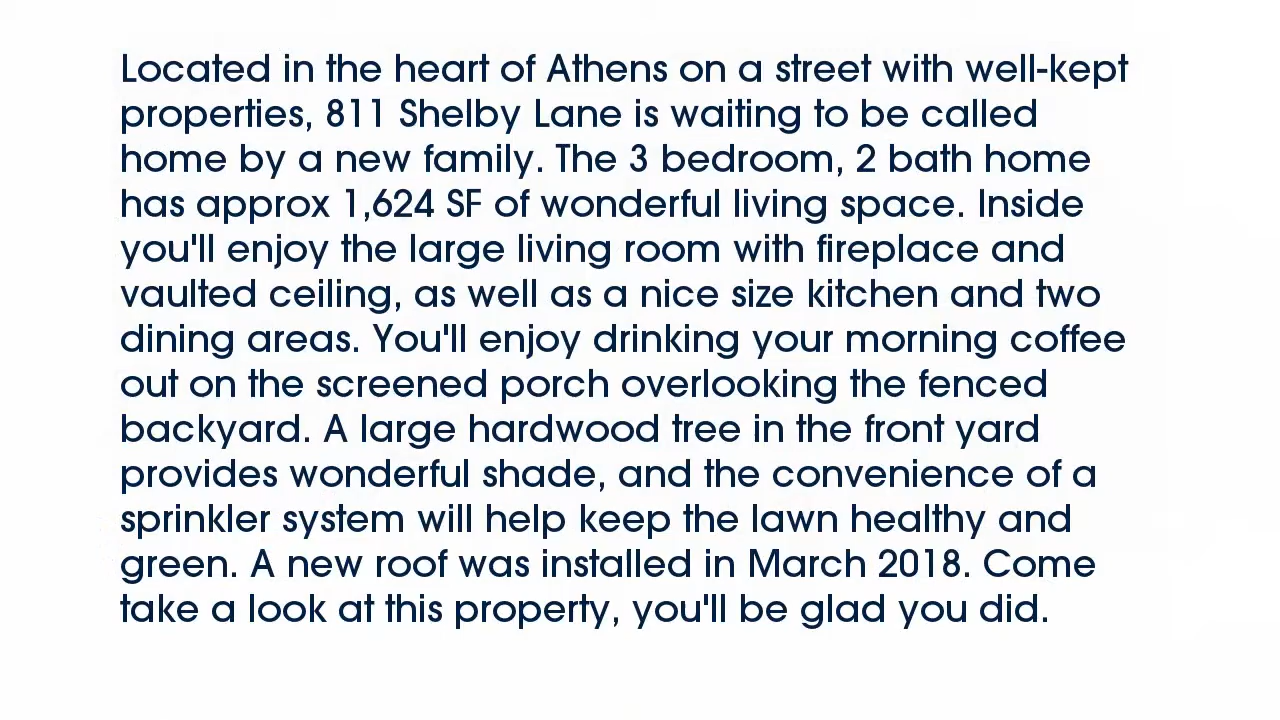 Located in the heart of Athens on a street with well-kept
properties, 811 Shelby Lane is waiting to be called
home by a new family. The 3 bedroom, 2 bath home
has approx 1,624 SF of wonderful living space. Inside
you'll enjoy the large living room with fireplace and
vaulted ceiling, as well as a nice size kitchen and two
dining areas. You'll enjoy drinking your morning coffee
out on the screened porch overlooking the fenced
backyard. A large hardwood tree in the front yard
provides wonderful shade, and the convenience of a
sprinkler system will help keep the lawn healthy and
green. A new roof was installed in March 2018. Come
take a look at this property, you'll be glad you did.